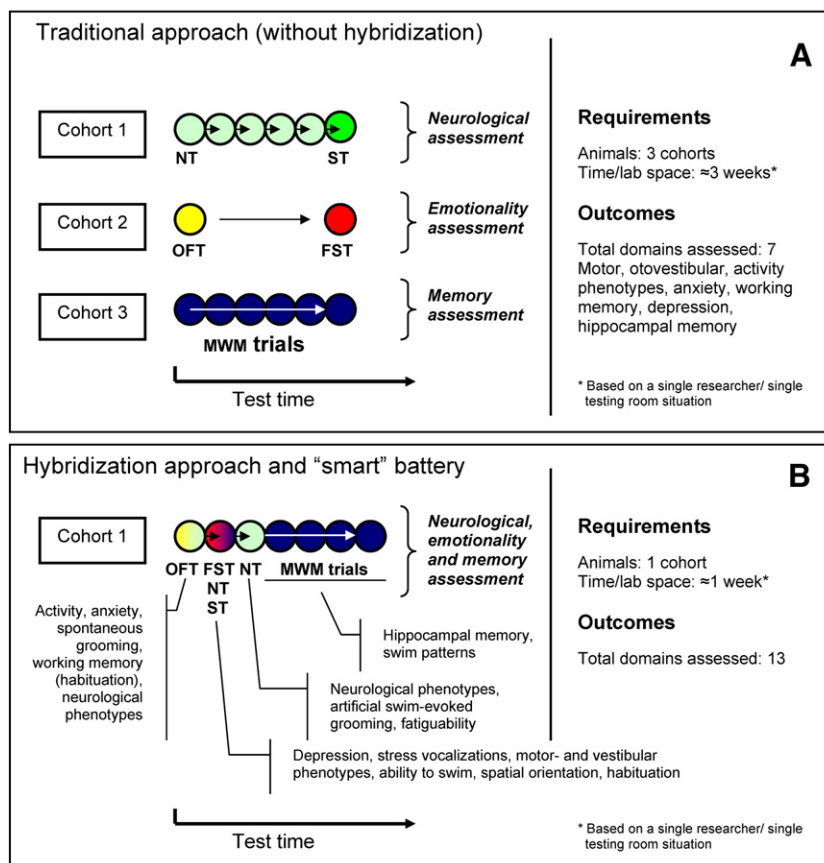 Traditional approach (without hybridization)
A
Cohort 1
NT
ST
Neurological
assessment
Cohort 2
OFT
FST
Emotionality
assessment
Cohort 3
MWM trials
Memory
assessment
Test time
Requirements
Animals: 3 cohorts
Time/lab space: ≈3 weeks*
Outcomes
Total domains assessed: 7
Motor, otovestibular, activity
phenotypes, anxiety, working
memory, depression,
hippocampal memory
* Based on a single researcher/ single
testing room situation
Hybridization approach and “smart” battery
B
Cohort 1
OFT FST NT MWM trials
NT
ST
Neurological,
emotionality
and memory
assessment
Activity, anxiety,
spontaneous
grooming,
working memory
(habituation),
neurological
phenotypes
Hippocampal memory,
swim patterns
Neurological phenotypes,
artificial swim-evoked
grooming, fatiguability
Depression, stress vocalizations, motor- and vestibular
phenotypes, ability to swim, spatial orientation, habituation
Test time
Requirements
Animals: 1 cohort
Time/lab space: ≈1 week*
Outcomes
Total domains assessed: 13
* Based on a single researcher/ single
testing room situation